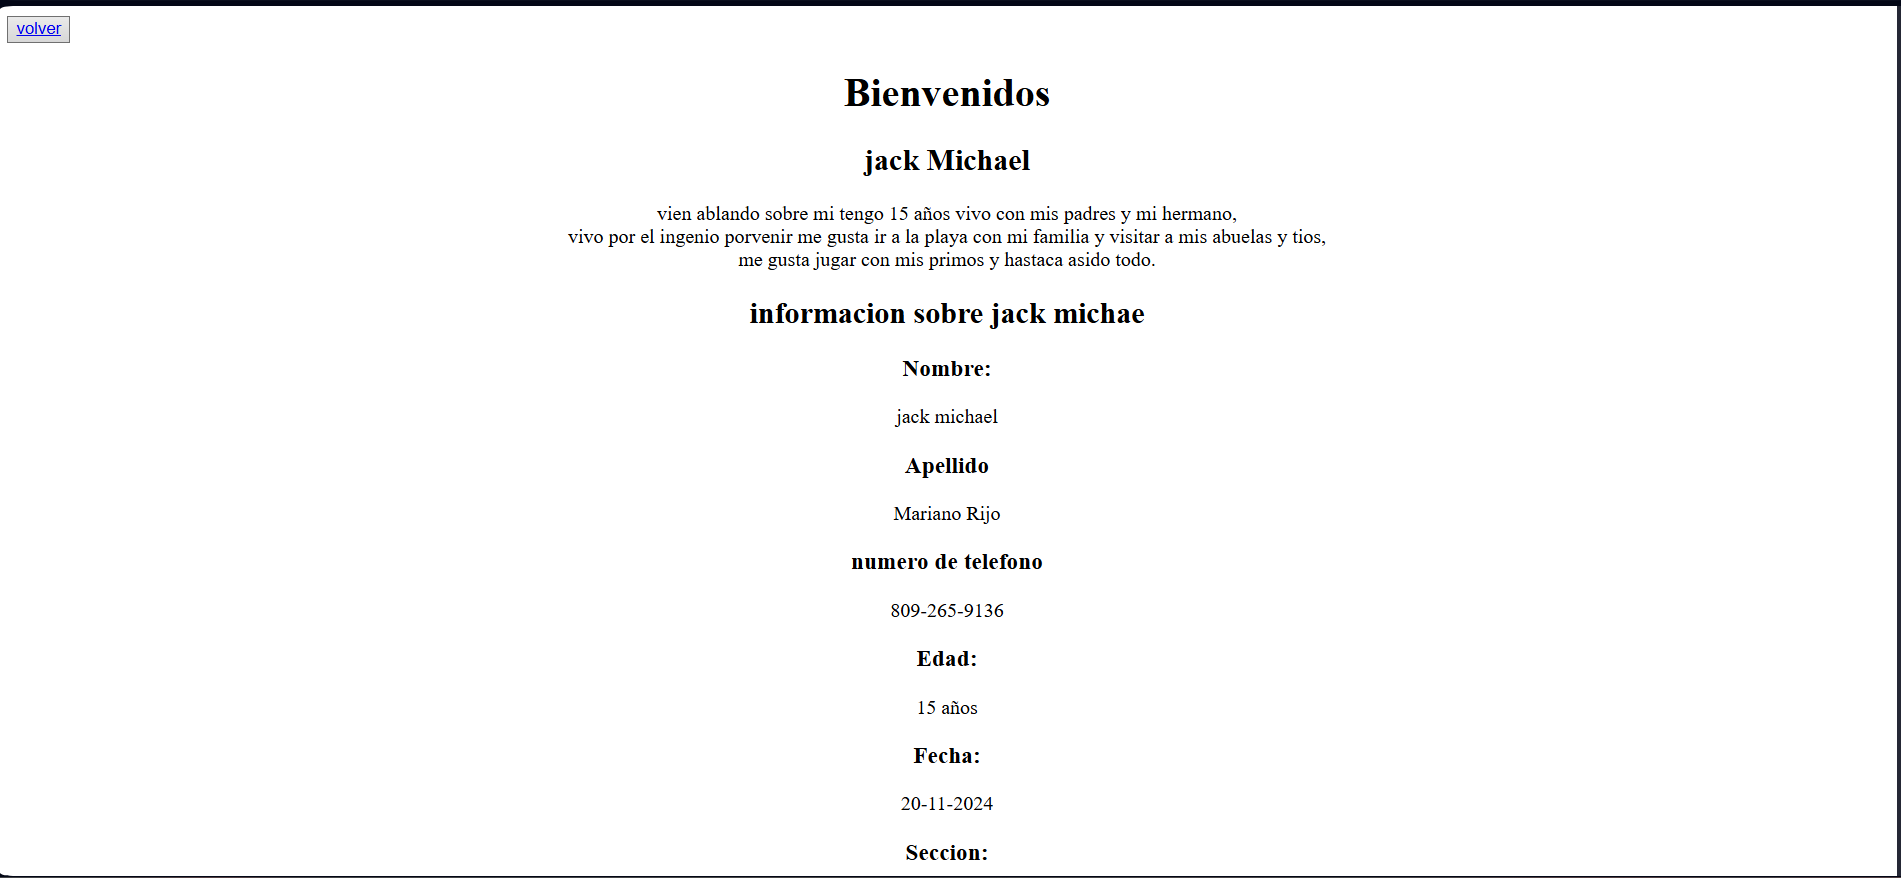 volver
Bienvenidos
jack Michael
vien ablando sobre mi tengo 15 años vivo con mis padres y mi hermano,
vivo por el ingenio porvenir me gusta ir a la playa con mi familia y visitar a mis abuelas y tios,
me gusta jugar con mis primos y hastaca asido todo.
informacion sobre jack michae
Nombre:
jack michael
Apellido
Mariano Rijo
numero de telefono
809-265-9136
Edad:
15 años
Fecha:
20-11-2024
Seccion: